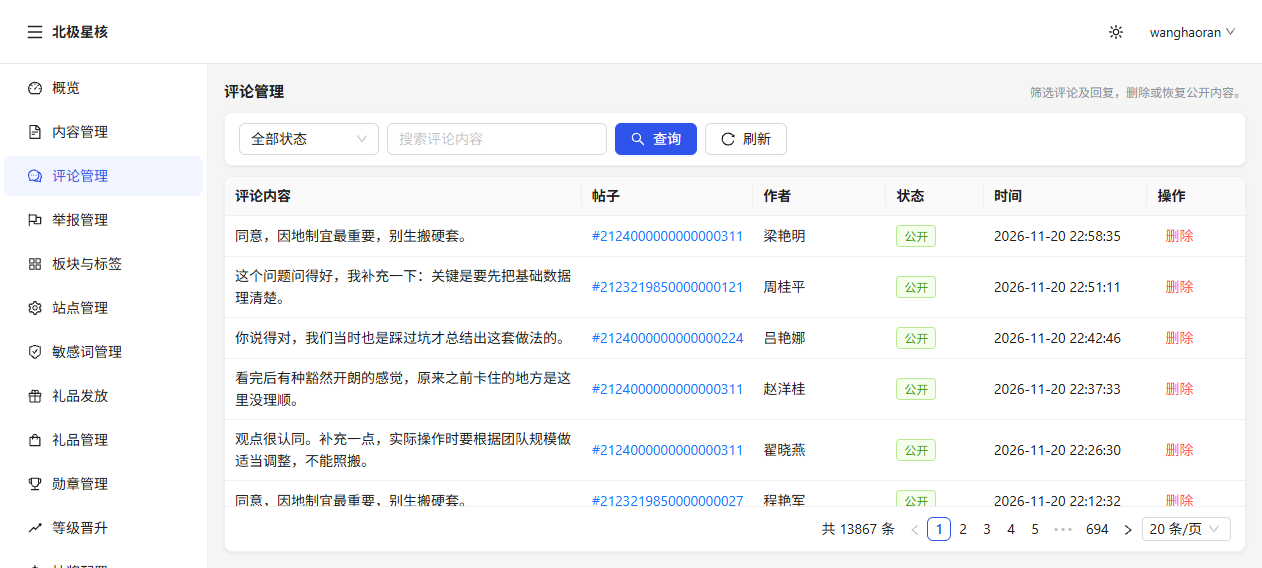 北极星核
wanghaoran
概览
内容管理
评论管理
举报管理
板块与标签
站点管理
敏感词管理
礼品发放
礼品管理
勋章管理
等级晋升
评论管理
筛选评论及回复，删除或恢复公开内容。
全部状态
搜索评论内容
查询
刷新
评论内容 帖子 作者 状态 时间 操作
同意，因地制宜最重要，别生搬硬套。 #2124000000000000311 梁艳明 公开 2026-11-20 22:58:35 删除
这个问题问得好，我补充一下：关键是要先把基础数据
理清楚。
#2123219850000000121 周桂平 公开 2026-11-20 22:51:11 删除
你说得对，我们当时也是踩过坑才总结出这套做法的。 #2124000000000000224 吕艳娜 公开 2026-11-20 22:42:46 删除
看完后有种豁然开朗的感觉，原来之前卡住的地方是这
里没理顺。
#2124000000000000311 赵洋桂 公开 2026-11-20 22:37:33 删除
观点很认同。补充一点，实际操作时要根据团队规模做
适当调整，不能照搬。
#2124000000000000311 翟晓燕 公开 2026-11-20 22:26:30 删除
同意，因地制宜最重要，别生搬硬套。 #2123219850000000027 程艳军 公开 2026-11-20 22:12:32 删除
共 13867 条 1 2 3 4 5 ••• 694 20 条/页